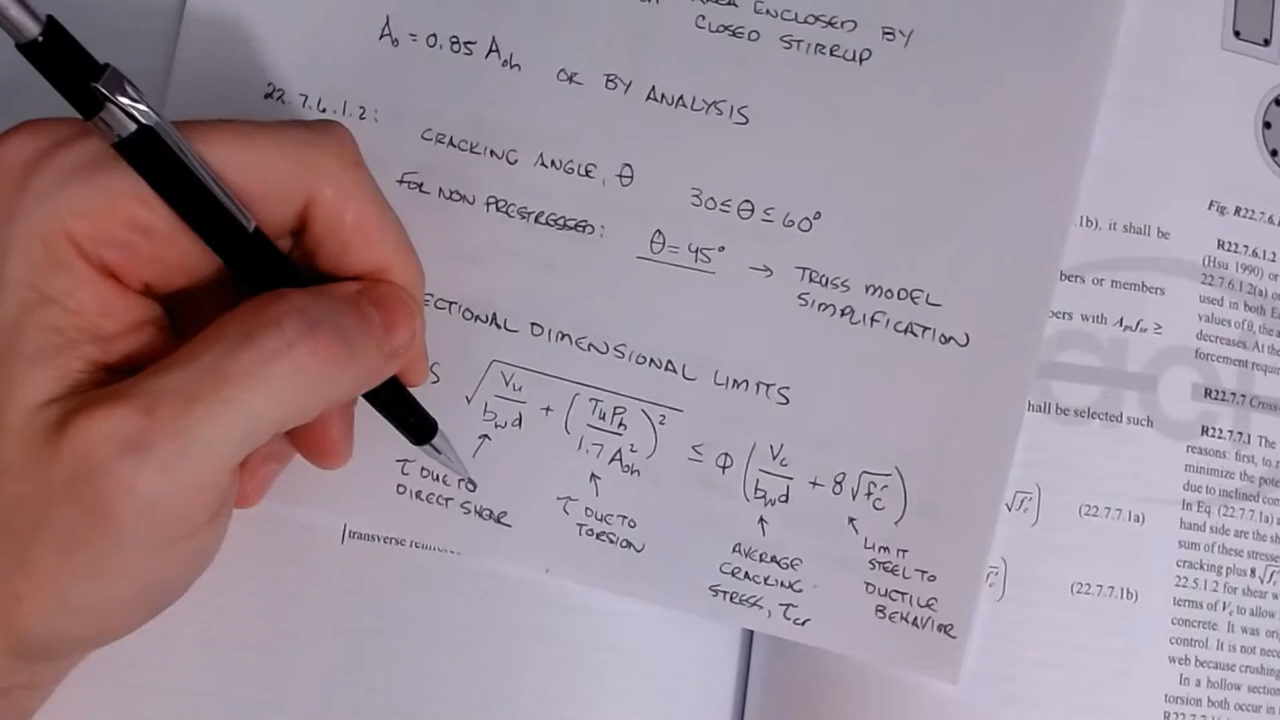 AREA ENCLOSED BY
CLOSED STIRRUP
A₀ = 0.85 Aₒₕ OR BY ANALYSIS
22.7.6.1.2:
CRACKING ANGLE, θ 30 ≤ θ ≤ 60°
FOR NON PRESTRESSED: θ = 45° → TRUSS MODEL
SIMPLIFICATION
ECTIONAL DIMENSIONAL LIMITS
S √(Vu/bwd + (TuPh/1.7Aoh²)²) ≤ Φ(Vc/bwd + 8√f'c)
τ DUE TO
DIRECT SHEAR
τ DUE TO
TORSION
AVERAGE
CRACKING
STRESS, τcr
LIMIT
STEEL TO
DUCTILE
BEHAVIOR
transverse
.1b), it shall be
bers or members
bers with Apsfse ≥
hall be selected such
√f'c) (22.7.7.1a)
f'c) (22.7.7.1b)
Fig. R22.7.6.
R22.7.6.1.2
(Hsu 1990) or
22.7.6.1.2(a) o
used in both E
values of θ, the a
decreases. At the
forcement requir
R22.7.7 Cross
R22.7.7.1 The
reasons: first, to r
minimize the pote
due to inclined con
In Eq. (22.7.7.1a) a
hand side are the sh
sum of these stresse
cracking plus 8√f
22.5.1.2 for shear w
terms of Vc to allow
concrete. It was ori
control. It is not nece
web because crushing
In a hollow section
torsion both occur in